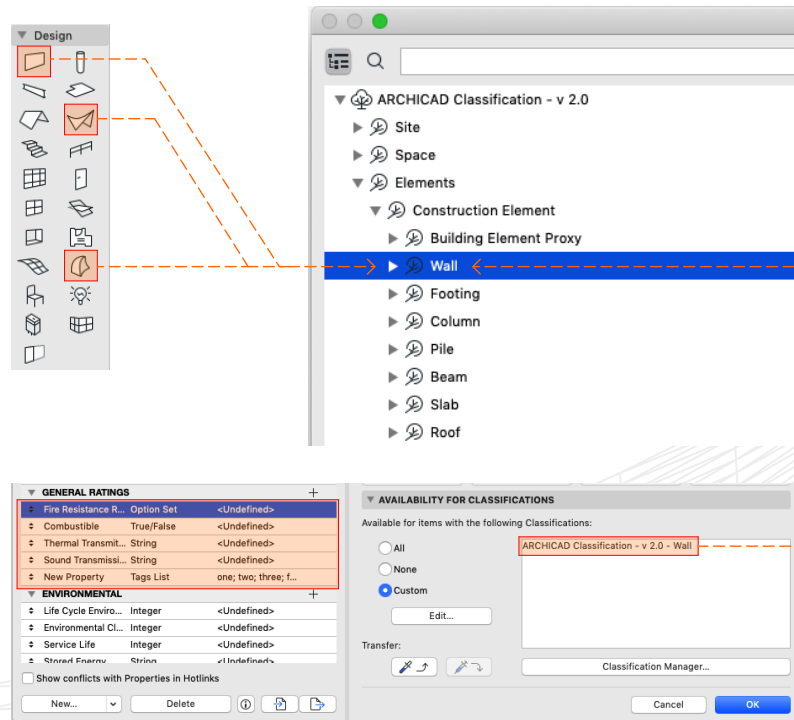 Design
ARCHICAD Classification - v 2.0
Site
Space
Elements
Construction Element
Building Element Proxy
Wall
Footing
Column
Pile
Beam
Slab
Roof
GENERAL RATINGS
Fire Resistance R... Option Set <Undefined>
Combustible True/False <Undefined>
Thermal Transmit... String <Undefined>
Sound Transmissi... String <Undefined>
New Property Tags List one; two; three; f...
ENVIRONMENTAL
Life Cycle Enviro... Integer <Undefined>
Environmental Cl... Integer <Undefined>
Service Life Integer <Undefined>
Stored Energy String <Undefined>
Show conflicts with Properties in Hotlinks
New... Delete
AVAILABILITY FOR CLASSIFICATIONS
Available for items with the following Classifications:
All
None
Custom
Edit...
ARCHICAD Classification - v 2.0 - Wall
Transfer:
Classification Manager...
Cancel OK